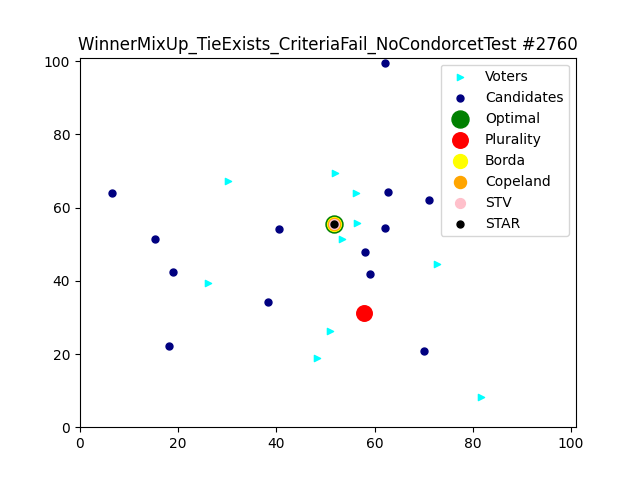 WinnerMixUp_TieExists_CriteriaFail_NoCondorcetTest #2760
100
80
60
40
20
0
0 20 40 60 80 100
Voters
Candidates
Optimal
Plurality
Borda
Copeland
STV
STAR